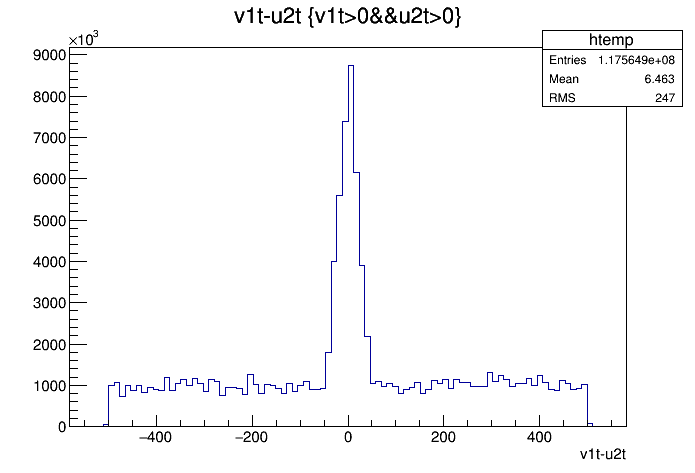 v1t-u2t {v1t>0&&u2t>0}
×10³
htemp
Entries 1.175649e+08
Mean 6.463
RMS 247
9000
8000
7000
6000
5000
4000
3000
2000
1000
0
−400 −200 0 200 400
v1t-u2t